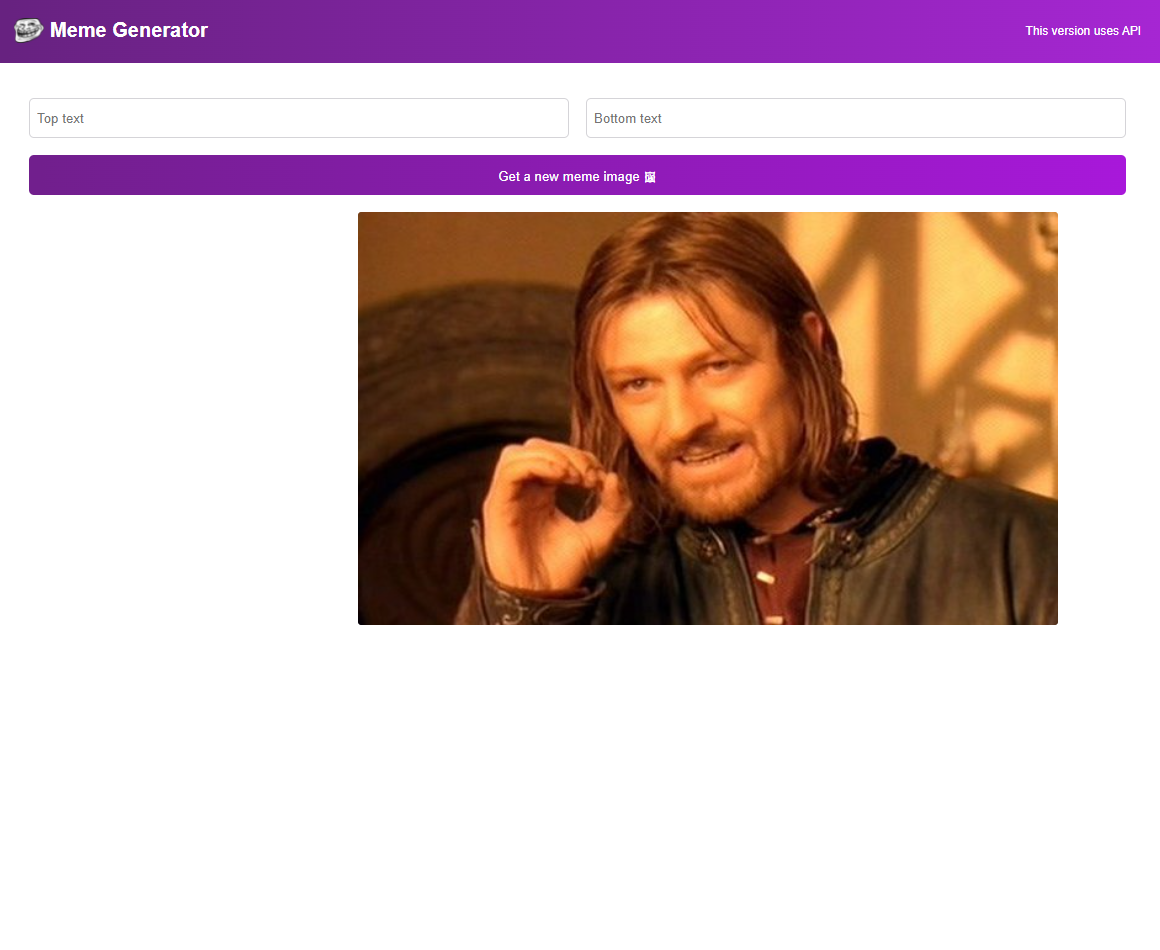 Meme Generator
This version uses API
Top text
Bottom text
Get a new meme image 🖼